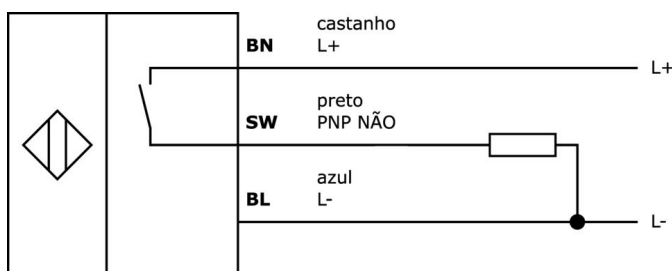 castanho
BN L+
L+
preto
SW PNP NÃO
azul
BL L-
L-